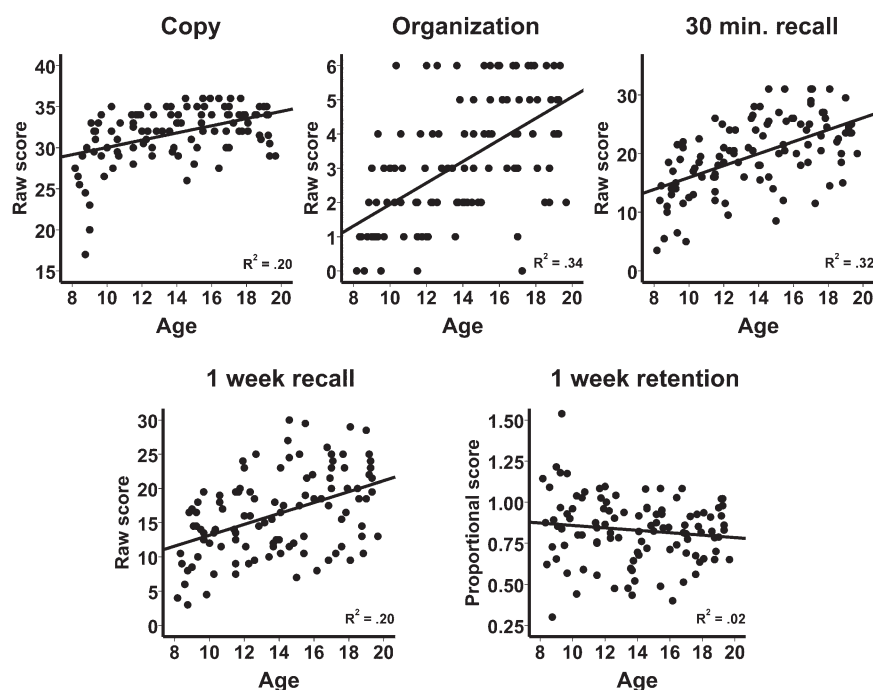 Copy
Organization
30 min. recall
Raw score
40
35
30
25
20
15
R² = .20
8 10 12 14 16 18 20
Age
Raw score
6
5
4
3
2
1
0
R² = .34
8 10 12 14 16 18 20
Age
Raw score
30
20
10
0
R² = .32
8 10 12 14 16 18 20
Age
1 week recall
1 week retention
Raw score
30
25
20
15
10
5
0
R² = .20
8 10 12 14 16 18 20
Age
Proportional score
1.50
1.25
1.00
0.75
0.50
0.25
R² = .02
8 10 12 14 16 18 20
Age